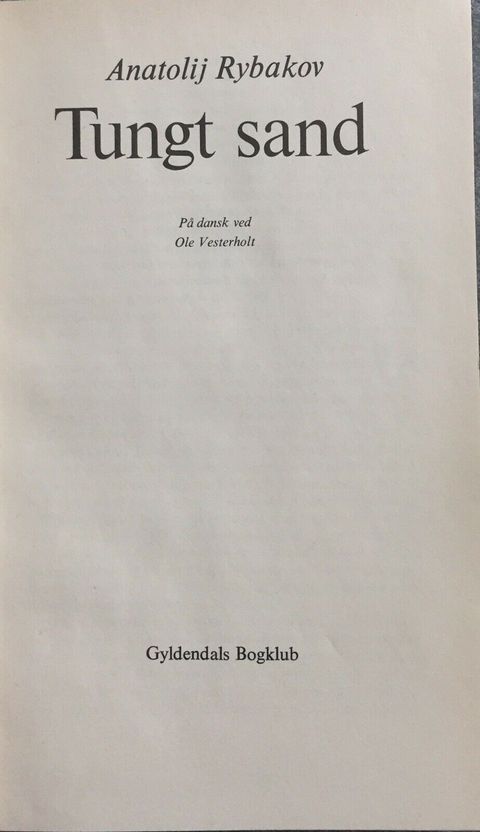 Anatolij Rybakov
Tungt sand
På dansk ved
Ole Vesterholt
Gyldendals Bogklub